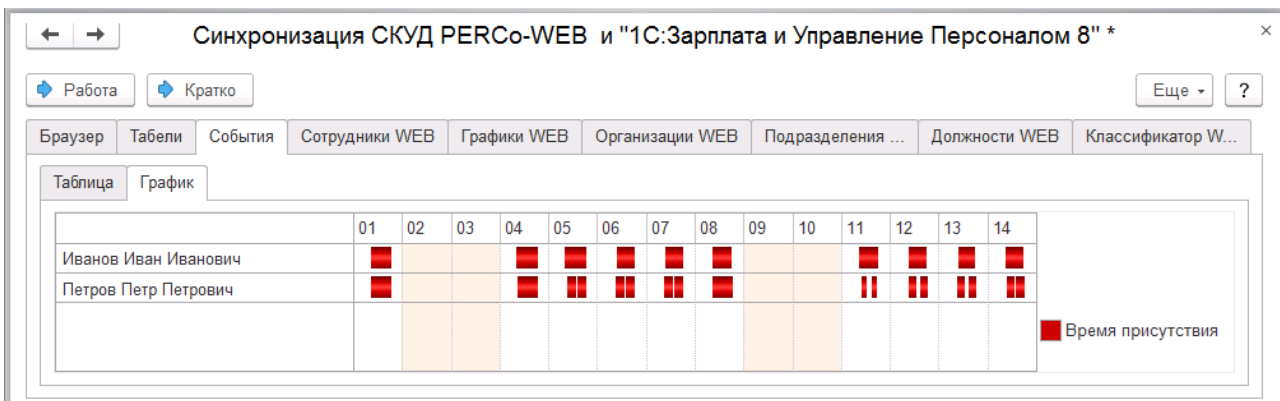 Синхронизация СКУД PERCo-WEB и "1С:Зарплата и Управление Персоналом 8" *
Работа Кратко Еще ?
Браузер Табели События Сотрудники WEB Графики WEB Организации WEB Подразделения ... Должности WEB Классификатор W...
Таблица График
01 02 03 04 05 06 07 08 09 10 11 12 13 14
Иванов Иван Иванович
Петров Петр Петрович
Время присутствия